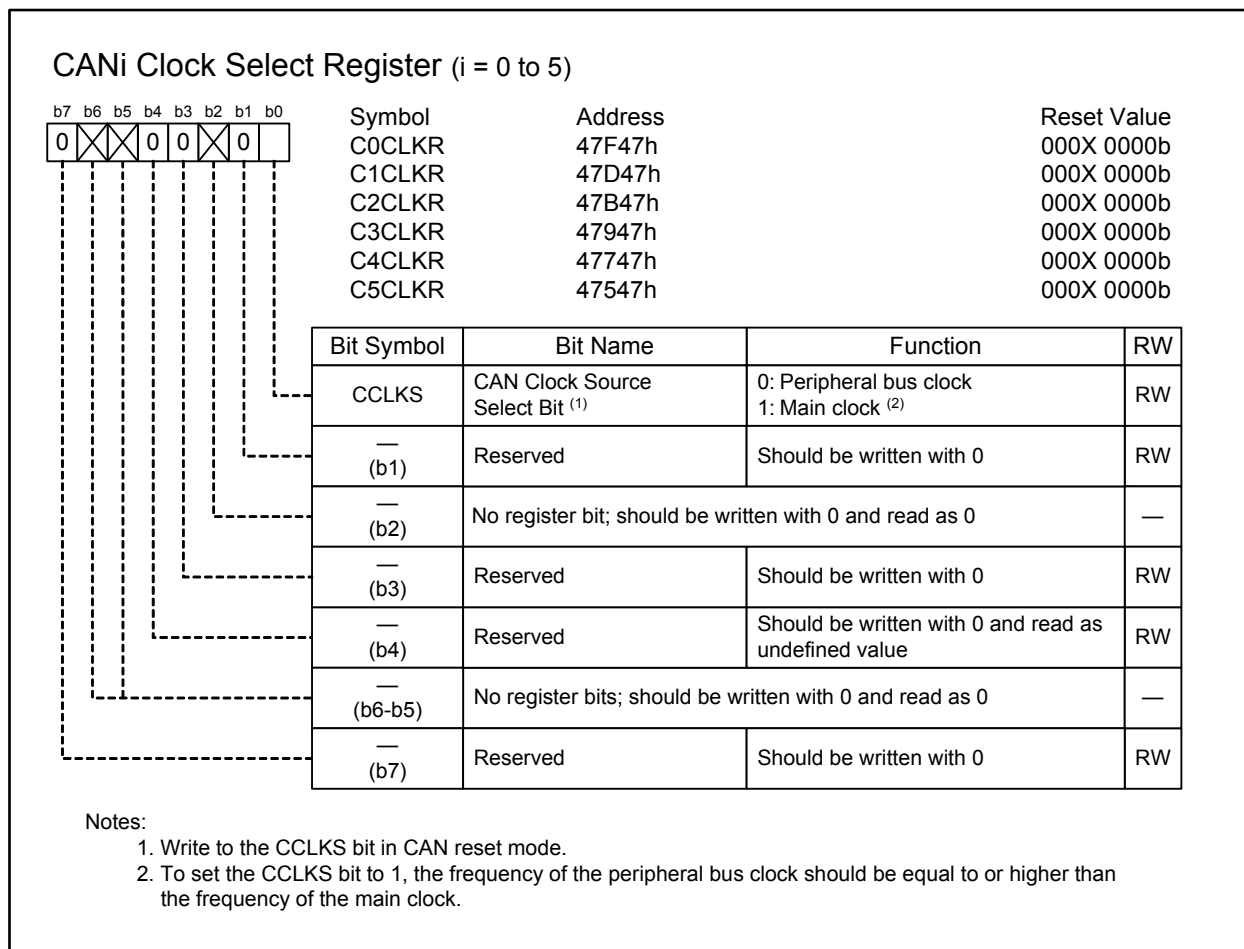 CANi Clock Select Register (i = 0 to 5)
b7 b6 b5 b4 b3 b2 b1 b0
0 0 0 0
Symbol Address Reset Value
C0CLKR 47F47h 000X 0000b
C1CLKR 47D47h 000X 0000b
C2CLKR 47B47h 000X 0000b
C3CLKR 47947h 000X 0000b
C4CLKR 47747h 000X 0000b
C5CLKR 47547h 000X 0000b
Bit Symbol Bit Name Function RW
CCLKS CAN Clock Source Select Bit (1) 0: Peripheral bus clock
1: Main clock (2) RW
—
(b1) Reserved Should be written with 0 RW
—
(b2) No register bit; should be written with 0 and read as 0 —
—
(b3) Reserved Should be written with 0 RW
—
(b4) Reserved Should be written with 0 and read as
undefined value RW
—
(b6-b5) No register bits; should be written with 0 and read as 0 —
—
(b7) Reserved Should be written with 0 RW
Notes:
1. Write to the CCLKS bit in CAN reset mode.
2. To set the CCLKS bit to 1, the frequency of the peripheral bus clock should be equal to or higher than
the frequency of the main clock.